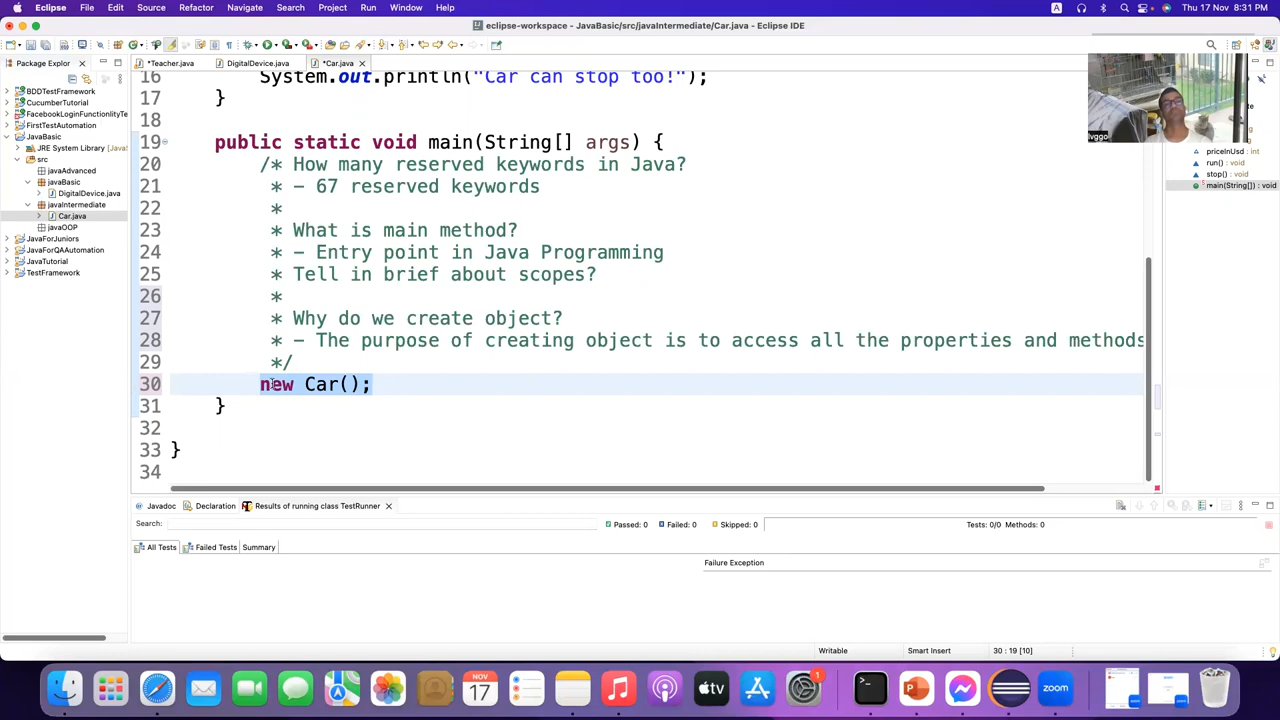 Eclipse File Edit Source Refactor Navigate Search Project Run Window Help A Thu 17 Nov 8:31 PM
eclipse-workspace - JavaBasic/src/javaIntermediate/Car.java - Eclipse IDE
Package Explorer
*Teacher.java DigitalDevice.java *Car.java
BDDTestFramework
CucumberTutorial
FacebookLoginFunctionlityTe
FirstTestAutomation
JavaBasic
JRE System Library [Java
src
javaAdvanced
javaBasic
DigitalDevice.java
javaIntermediate
Car.java
javaOOP
JavaForJuniors
JavaForQAAutomation
JavaTutorial
TestFramework
16 System.out.println("Car can stop too!");
17 }
18
19 public static void main(String[] args) {
20 /* How many reserved keywords in Java?
21 * - 67 reserved keywords
22 *
23 * What is main method?
24 * - Entry point in Java Programming
25 * Tell in brief about scopes?
26 *
27 * Why do we create object?
28 * - The purpose of creating object is to access all the properties and methods
29 */
30 new Car();
31 }
32
33 }
34
priceInUsd : int
run() : void
stop() : void
main(String[]) : void
Javadoc Declaration Results of running class TestRunner
Search: Passed: 0 Failed: 0 Skipped: 0 Tests: 0/0 Methods: 0
All Tests Failed Tests Summary
Failure Exception
Writable Smart Insert 30 : 19 [10]
NOV
17
tv
1
zoom